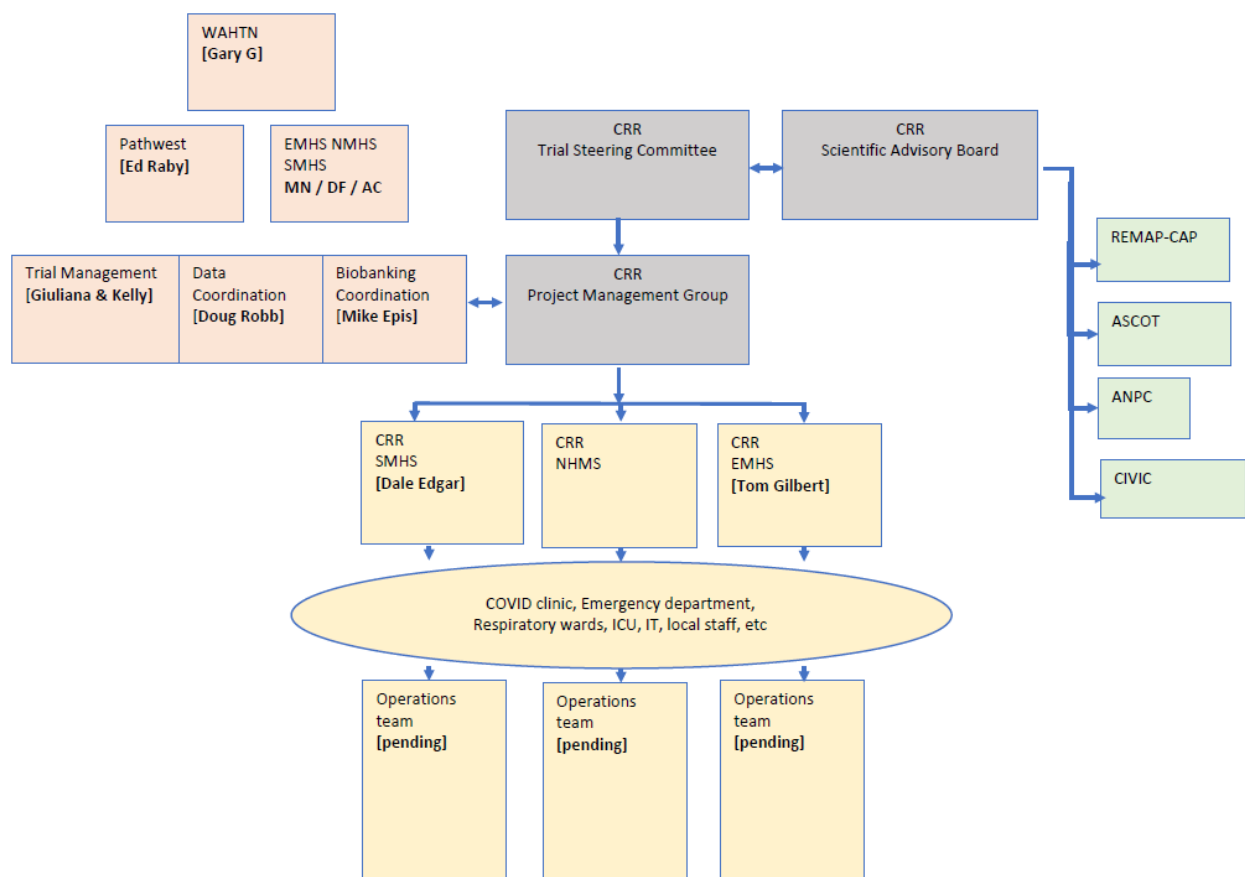 WAHTN
[Gary G]
Pathwest
[Ed Raby]
EMHS NMHS
SMHS
MN / DF / AC
CRR
Trial Steering Committee
CRR
Scientific Advisory Board
REMAP-CAP
ASCOT
ANPC
CIVIC
Trial Management
[Giuliana & Kelly]
Data
Coordination
[Doug Robb]
Biobanking
Coordination
[Mike Epis]
CRR
Project Management Group
CRR
SMHS
[Dale Edgar]
CRR
NHMS
CRR
EMHS
[Tom Gilbert]
COVID clinic, Emergency department,
Respiratory wards, ICU, IT, local staff, etc
Operations
team
[pending]
Operations
team
[pending]
Operations
team
[pending]